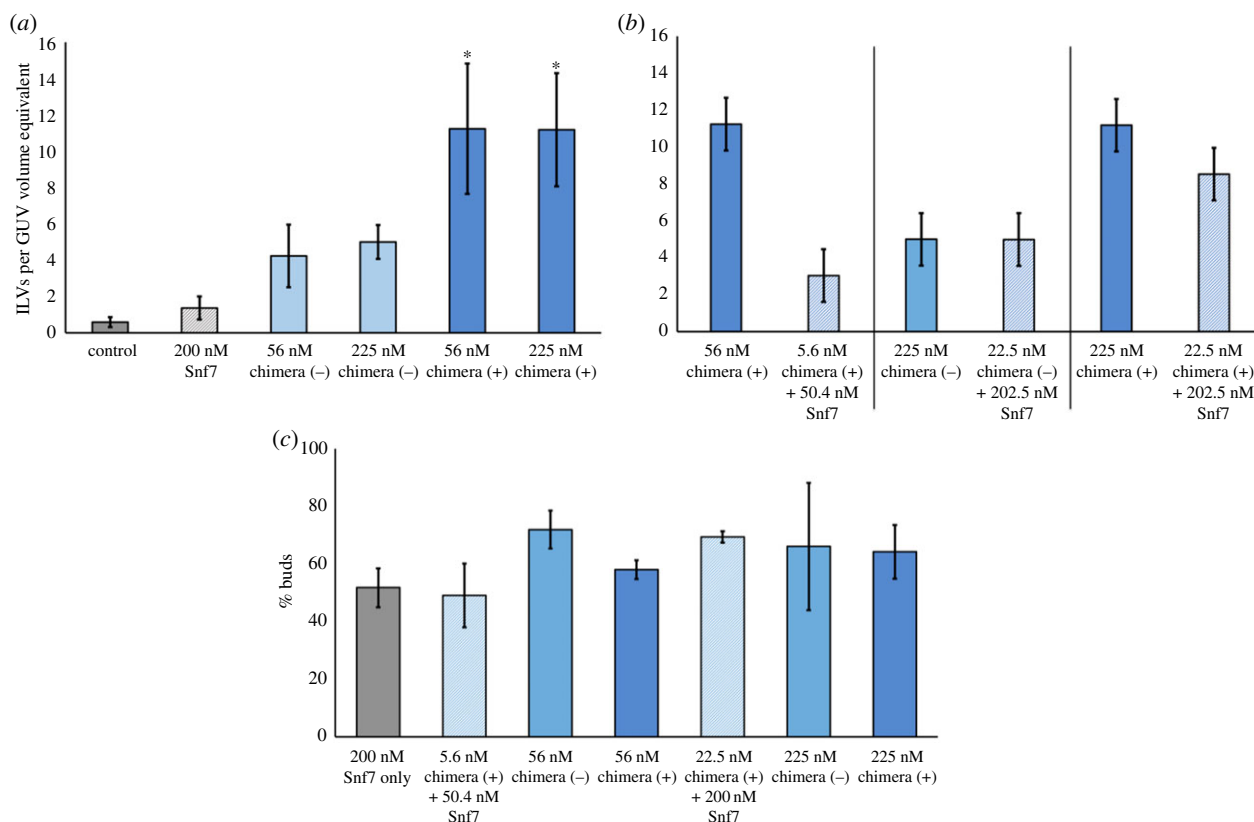 (a)
ILVs per GUV volume equivalent
16
14
12
10
8
6
4
2
0
* *
control
200 nM
Snf7
56 nM
chimera (–)
225 nM
chimera (–)
56 nM
chimera (+)
225 nM
chimera (+)
(b)
16
14
12
10
8
6
4
2
0
56 nM
chimera (+)
5.6 nM
chimera (+)
+ 50.4 nM
Snf7
225 nM
chimera (–)
22.5 nM
chimera (–)
+ 202.5 nM
Snf7
225 nM
chimera (+)
22.5 nM
chimera (+)
+ 202.5 nM
Snf7
(c)
% buds
100
80
60
40
20
0
200 nM
Snf7 only
5.6 nM
chimera (+)
+ 50.4 nM
Snf7
56 nM
chimera (–)
56 nM
chimera (+)
22.5 nM
chimera (+)
+ 200 nM
Snf7
225 nM
chimera (–)
225 nM
chimera (+)